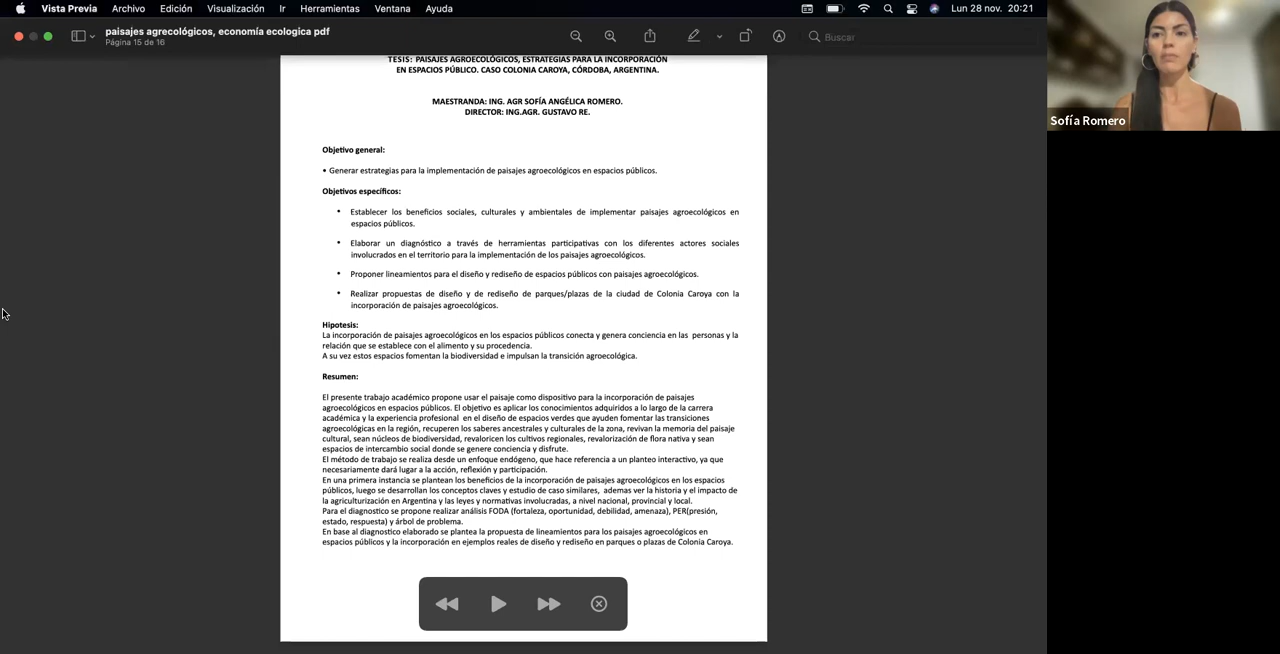 Vista Previa Archivo Edición Visualización Ir Herramientas Ventana Ayuda Lun 28 nov. 20:21
paisajes agrecológicos, economía ecologica pdf
Página 15 de 16
Buscar
Sofía Romero
TESIS: PAISAJES AGROECOLÓGICOS, ESTRATEGIAS PARA LA INCORPORACIÓN
EN ESPACIOS PÚBLICO. CASO COLONIA CAROYA, CÓRDOBA, ARGENTINA.
MAESTRANDA: ING. AGR SOFÍA ANGÉLICA ROMERO.
DIRECTOR: ING.AGR. GUSTAVO RE.
Objetivo general:
• Generar estrategias para la implementación de paisajes agroecológicos en espacios públicos.
Objetivos específicos:
• Establecer los beneficios sociales, culturales y ambientales de implementar paisajes agroecológicos en
espacios públicos.
• Elaborar un diagnóstico a través de herramientas participativas con los diferentes actores sociales
involucrados en el territorio para la implementación de los paisajes agroecológicos.
• Proponer lineamientos para el diseño y rediseño de espacios públicos con paisajes agroecológicos.
• Realizar propuestas de diseño y de rediseño de parques/plazas de la ciudad de Colonia Caroya con la
incorporación de paisajes agroecológicos.
Hipotesis:
La incorporación de paisajes agroecológicos en los espacios públicos conecta y genera conciencia en las personas y la
relación que se establece con el alimento y su procedencia.
A su vez estos espacios fomentan la biodiversidad e impulsan la transición agroecológica.
Resumen:
El presente trabajo académico propone usar el paisaje como dispositivo para la incorporación de paisajes
agroecológicos en espacios públicos. El objetivo es aplicar los conocimientos adquiridos a lo largo de la carrera
académica y la experiencia profesional en el diseño de espacios verdes que ayuden fomentar las transiciones
agroecológicas en la región, recuperen los saberes ancestrales y culturales de la zona, revivan la memoria del paisaje
cultural, sean núcleos de biodiversidad, revaloricen los cultivos regionales, revalorización de flora nativa y sean
espacios de intercambio social donde se genere conciencia y disfrute.
El método de trabajo se realiza desde un enfoque endógeno, que hace referencia a un planteo interactivo, ya que
necesariamente dará lugar a la acción, reflexión y participación.
En una primera instancia se plantean los beneficios de la incorporación de paisajes agroecológicos en los espacios
públicos, luego se desarrollan los conceptos claves y estudio de caso similares, ademas ver la historia y el impacto de
la agriculturización en Argentina y las leyes y normativas involucradas, a nivel nacional, provincial y local.
Para el diagnostico se propone realizar análisis FODA (fortaleza, oportunidad, debilidad, amenaza), PER(presión,
estado, respuesta) y árbol de problema.
En base al diagnostico elaborado se plantea la propuesta de lineamientos para los paisajes agroecológicos en
espacios públicos y la incorporación en ejemplos reales de diseño y rediseño en parques o plazas de Colonia Caroya.